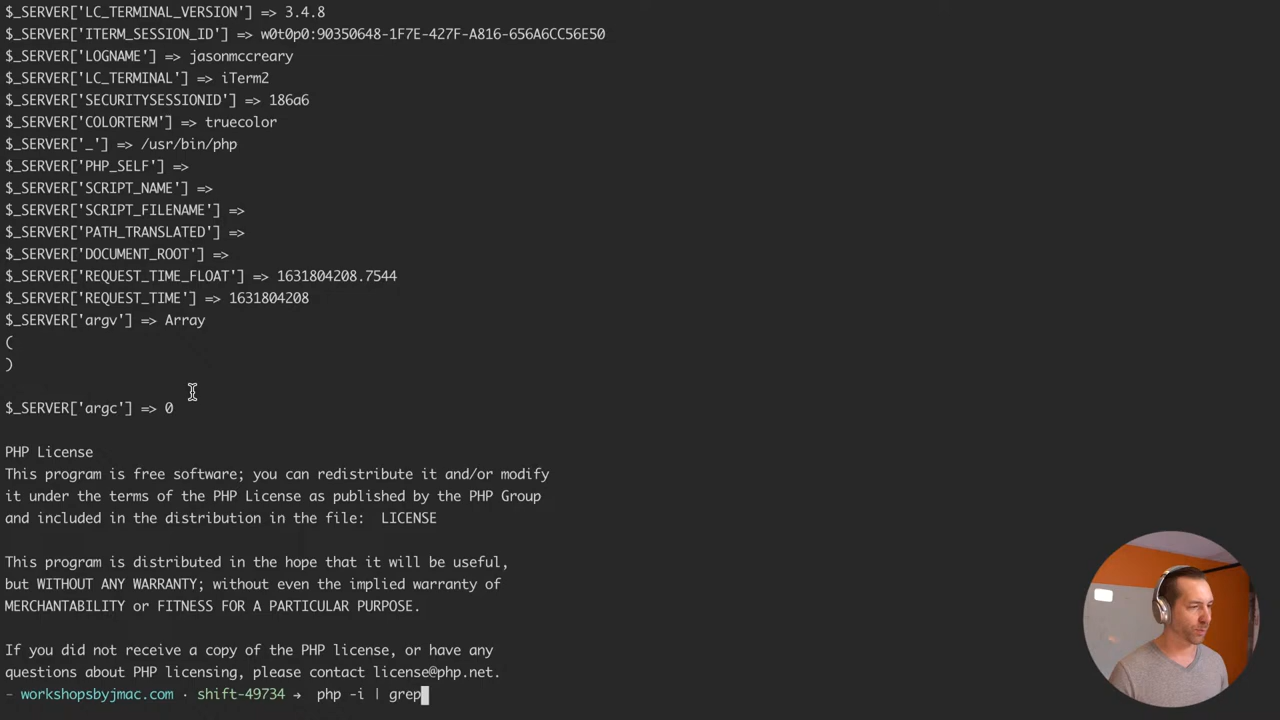 $_SERVER['LC_TERMINAL_VERSION'] => 3.4.8
$_SERVER['ITERM_SESSION_ID'] => w0t0p0:90350648-1F7E-427F-A816-656A6CC56E50
$_SERVER['LOGNAME'] => jasonmccreary
$_SERVER['LC_TERMINAL'] => iTerm2
$_SERVER['SECURITYSESSIONID'] => 186a6
$_SERVER['COLORTERM'] => truecolor
$_SERVER['_'] => /usr/bin/php
$_SERVER['PHP_SELF'] =>
$_SERVER['SCRIPT_NAME'] =>
$_SERVER['SCRIPT_FILENAME'] =>
$_SERVER['PATH_TRANSLATED'] =>
$_SERVER['DOCUMENT_ROOT'] =>
$_SERVER['REQUEST_TIME_FLOAT'] => 1631804208.7544
$_SERVER['REQUEST_TIME'] => 1631804208
$_SERVER['argv'] => Array
(
)
$_SERVER['argc'] => 0
PHP License
This program is free software; you can redistribute it and/or modify
it under the terms of the PHP License as published by the PHP Group
and included in the distribution in the file:  LICENSE
This program is distributed in the hope that it will be useful,
but WITHOUT ANY WARRANTY; without even the implied warranty of
MERCHANTABILITY or FITNESS FOR A PARTICULAR PURPOSE.
If you did not receive a copy of the PHP license, or have any
questions about PHP licensing, please contact license@php.net.
- workshopsbyjmac.com · shift-49734 → php -i | grep